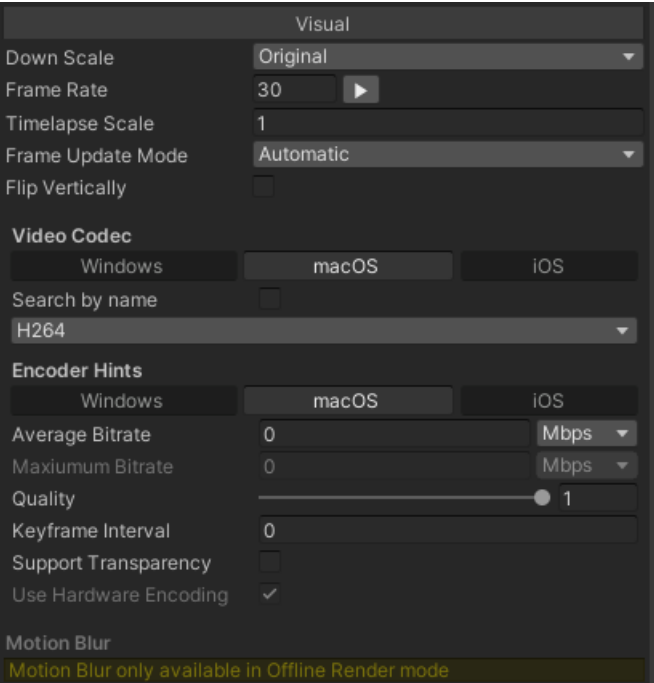 Visual
Down Scale Original
Frame Rate 30
Timelapse Scale 1
Frame Update Mode Automatic
Flip Vertically
Video Codec
Windows macOS iOS
Search by name
H264
Encoder Hints
Windows macOS iOS
Average Bitrate 0 Mbps
Maxiumum Bitrate 0 Mbps
Quality 1
Keyframe Interval 0
Support Transparency
Use Hardware Encoding
Motion Blur
Motion Blur only available in Offline Render mode